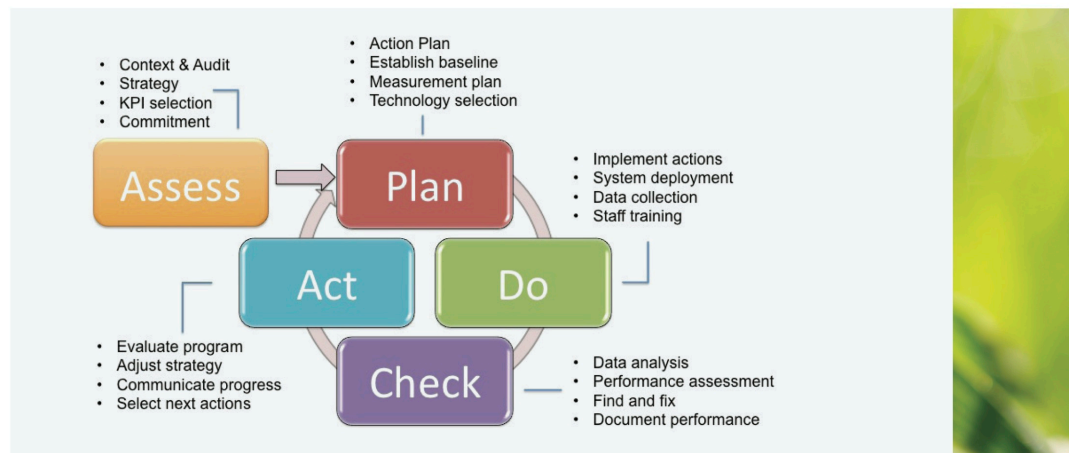 • Context & Audit
• Strategy
• KPI selection
• Commitment
Assess
• Action Plan
• Establish baseline
• Measurement plan
• Technology selection
Plan
• Implement actions
• System deployment
• Data collection
• Staff training
Do
• Data analysis
• Performance assessment
• Find and fix
• Document performance
Check
• Evaluate program
• Adjust strategy
• Communicate progress
• Select next actions
Act